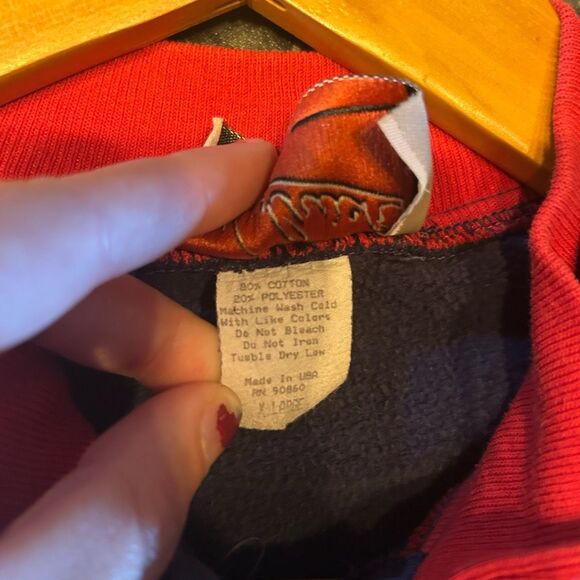 80% COTTON
20% POLYESTER
Machine Wash Cold
With Like Colors
Do Not Bleach
Do Not Iron
Tumble Dry Low
Made In USA
RN 90860
X-LARGE